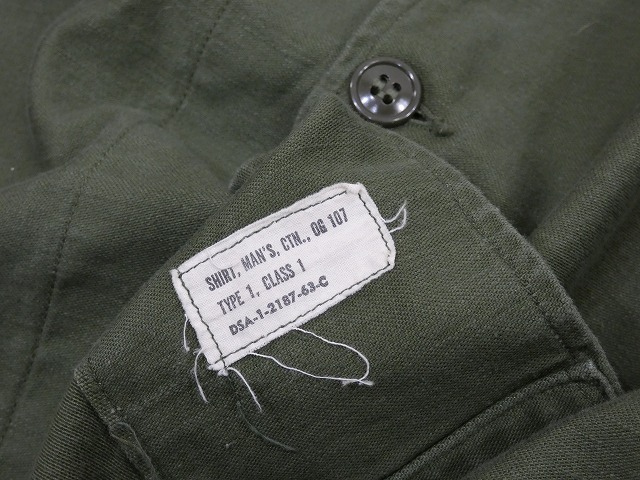 SHIRT, MAN'S, CTN., OG 107
TYPE 1, CLASS 1
DSA-1-2187-63-C